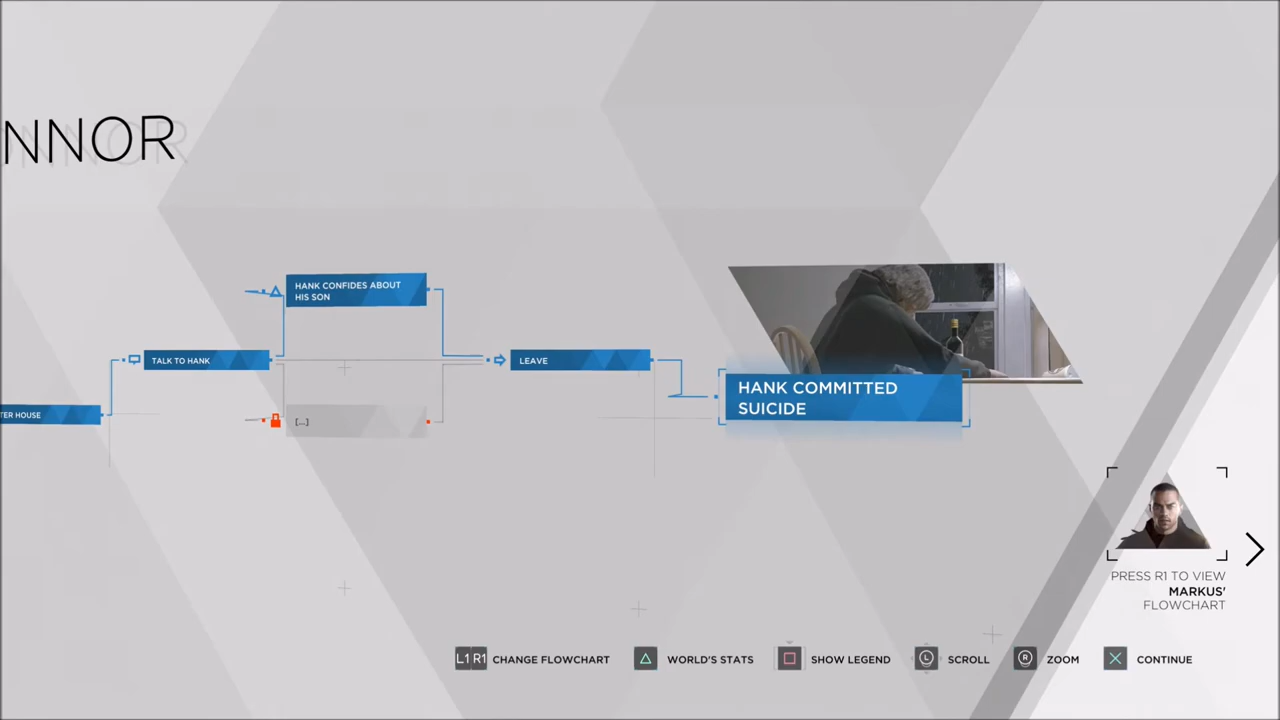 NNOR
HANK CONFIDES ABOUT
HIS SON
TALK TO HANK
LEAVE
HANK COMMITTED
SUICIDE
TER HOUSE
[...]
PRESS R1 TO VIEW
MARKUS'
FLOWCHART
L1 R1 CHANGE FLOWCHART
WORLD'S STATS
SHOW LEGEND
L SCROLL
R ZOOM
CONTINUE